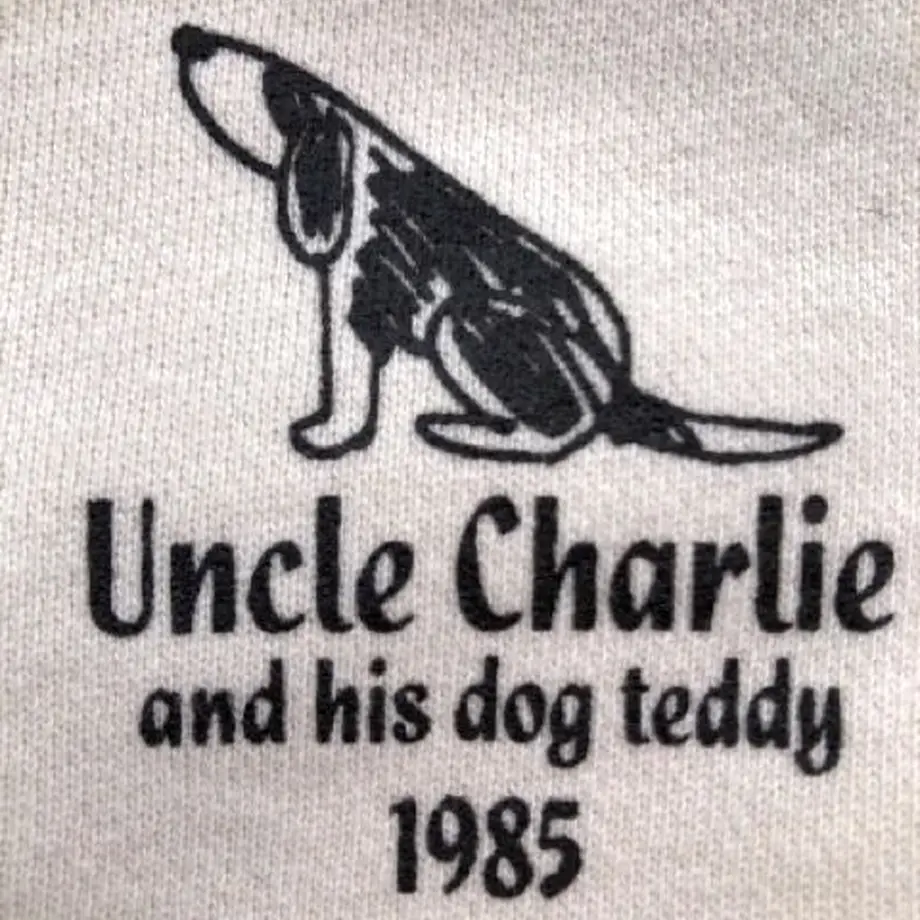 Uncle Charlie
and his dog teddy
1985